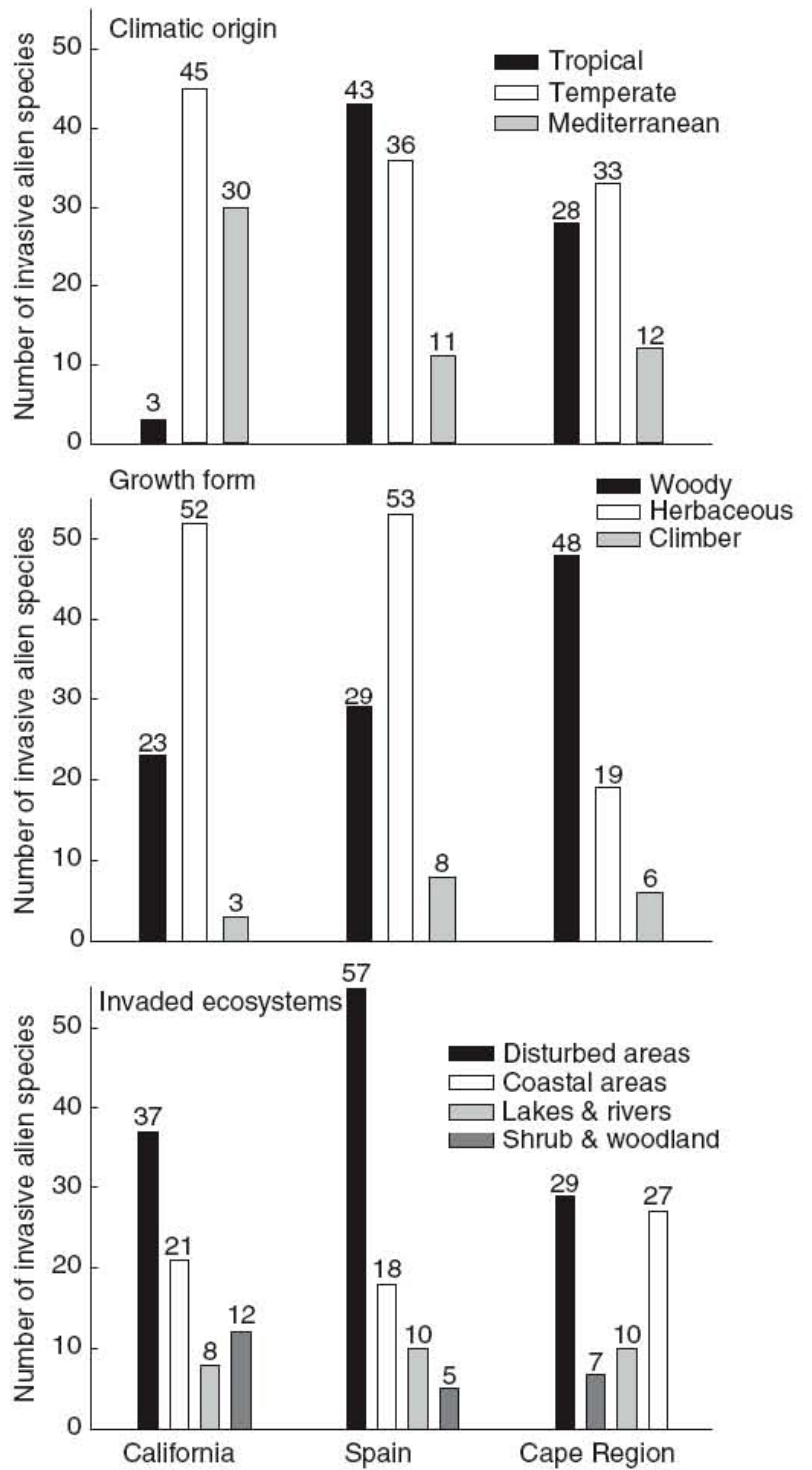 Climatic origin
Number of invasive alien species
50
40
30
20
10
0
Tropical
Temperate
Mediterranean
3
45
30
43
36
11
28
33
12
Growth form
Number of invasive alien species
50
40
30
20
10
0
Woody
Herbaceous
Climber
23
52
3
29
53
8
48
19
6
Invaded ecosystems
Number of invasive alien species
50
40
30
20
10
0
Disturbed areas
Coastal areas
Lakes & rivers
Shrub & woodland
37
21
8
12
57
18
10
5
29
7
10
27
California
Spain
Cape Region